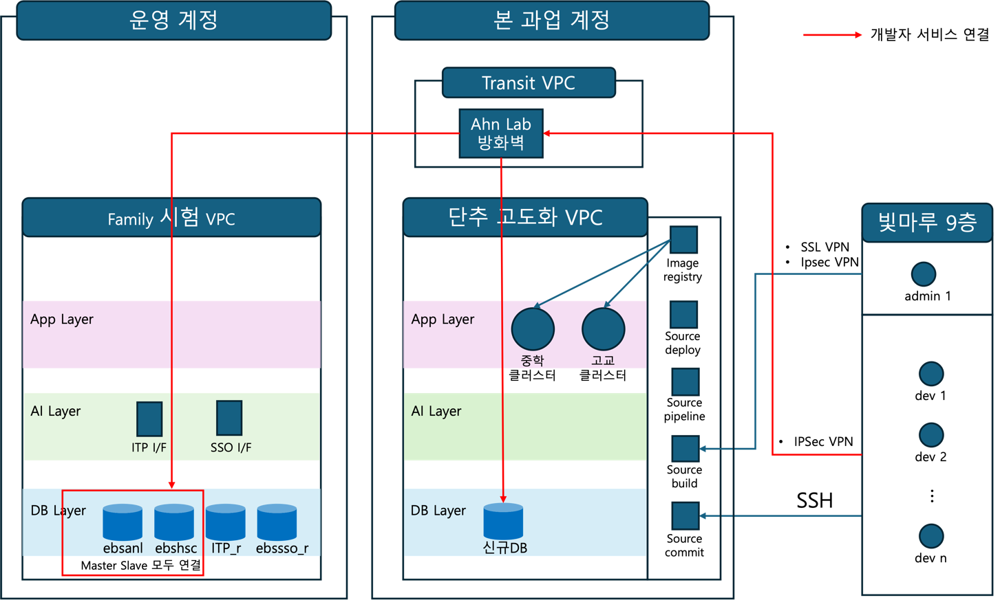 운영 계정
본 과업 계정
개발자 서비스 연결
Transit VPC
Ahn Lab
방화벽
Family 시험 VPC
App Layer
AI Layer
ITP I/F
SSO I/F
DB Layer
ebsanl
ebshsc
ITP_r
ebssso_r
Master Slave 모두 연결
단추 고도화 VPC
App Layer
중학
클러스터
고교
클러스터
AI Layer
DB Layer
신규DB
Image
registry
Source
deploy
Source
pipeline
Source
build
Source
commit
• SSL VPN
• Ipsec VPN
• IPSec VPN
SSH
빛마루 9층
admin 1
dev 1
dev 2
⋮
dev n